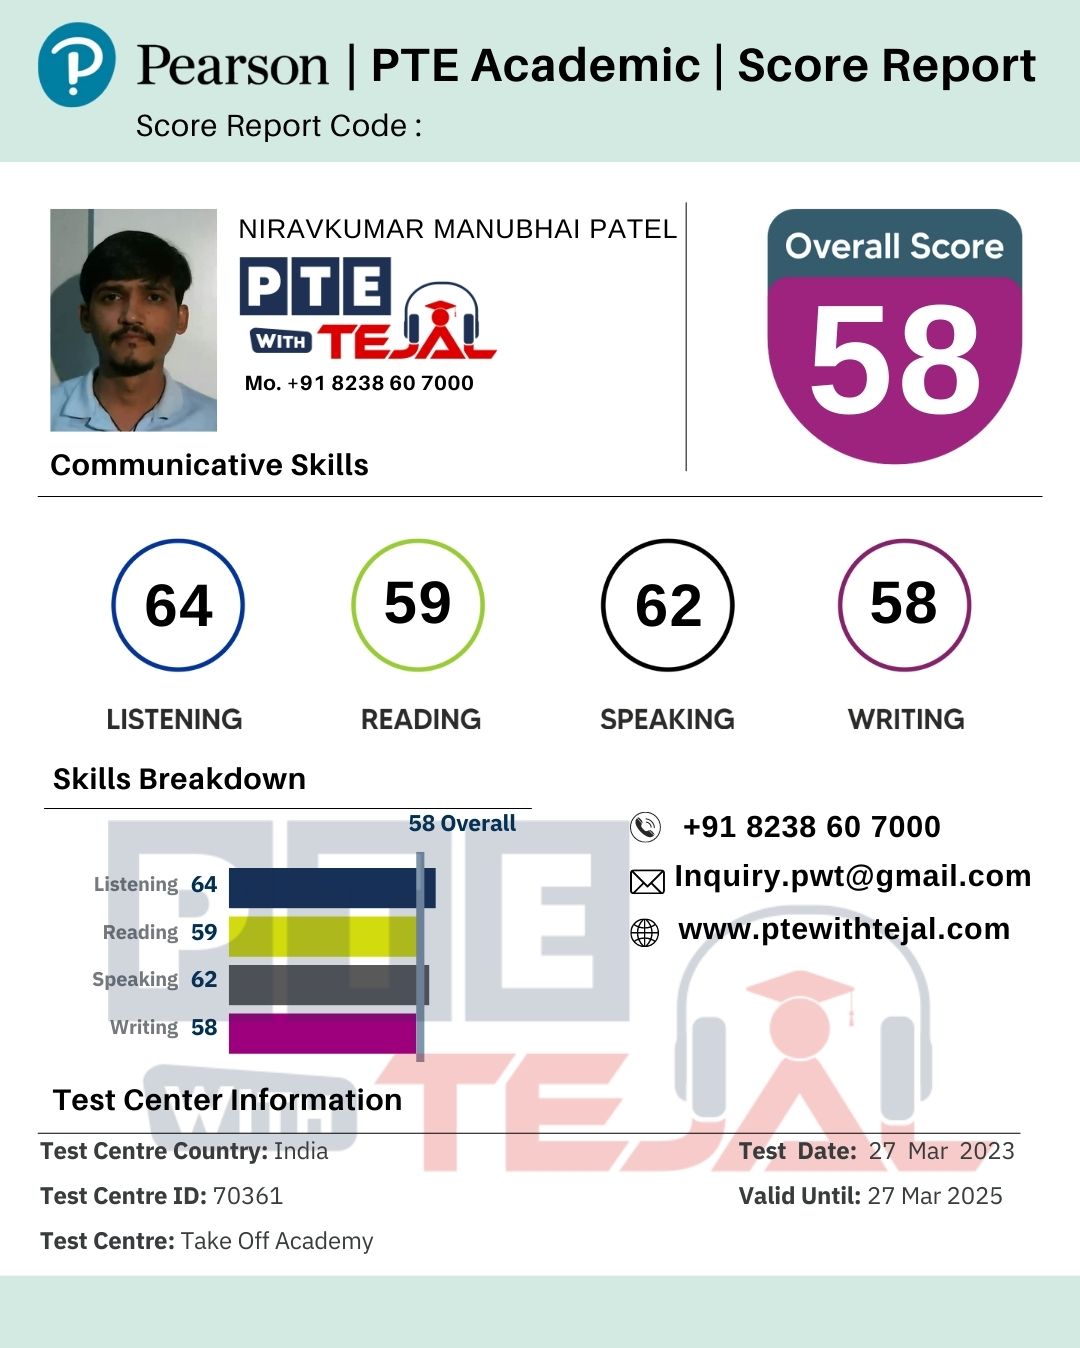 Pearson | PTE Academic | Score Report
Score Report Code :
NIRAVKUMAR MANUBHAI PATEL
PTE
WITH TEJAL
Mo. +91 8238 60 7000
Overall Score
58
Communicative Skills
64 59 62 58
LISTENING READING SPEAKING WRITING
Skills Breakdown
58 Overall
Listening 64
Reading 59
Speaking 62
Writing 58
+91 8238 60 7000
Inquiry.pwt@gmail.com
www.ptewithtejal.com
PTE
WITH TEJAL
Test Center Information
Test Centre Country: India
Test Date: 27 Mar 2023
Test Centre ID: 70361
Valid Until: 27 Mar 2025
Test Centre: Take Off Academy